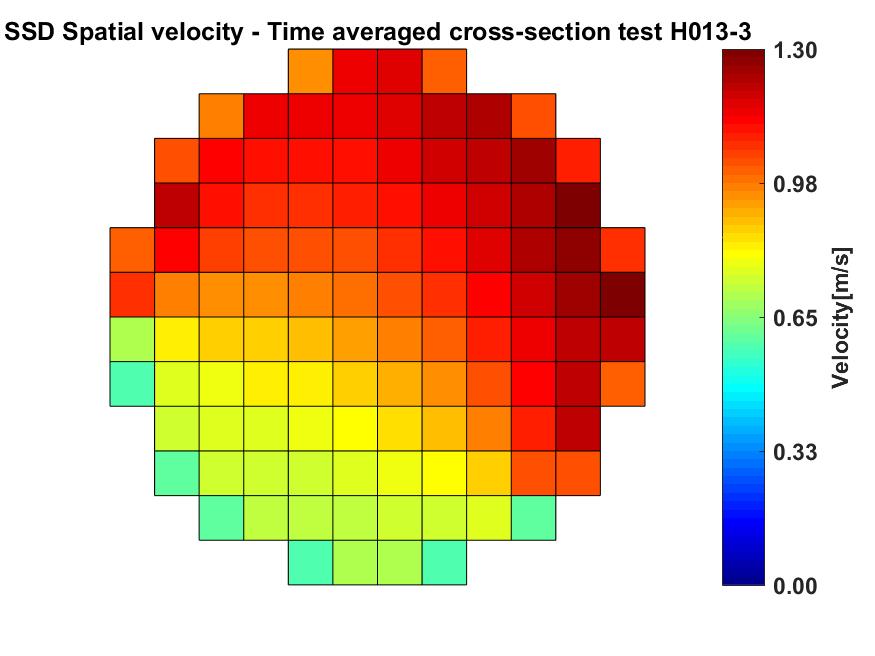 SSD Spatial velocity - Time averaged cross-section test H013-3
1.30
0.98
0.65
0.33
0.00
Velocity[m/s]